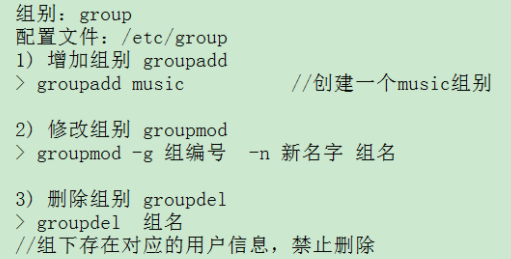 组别：group
配置文件：/etc/group
1) 增加组别 groupadd
> groupadd music //创建一个music组别
2) 修改组别 groupmod
> groupmod -g 组编号 -n 新名字 组名
3) 删除组别 groupdel
> groupdel 组名
//组下存在对应的用户信息，禁止删除